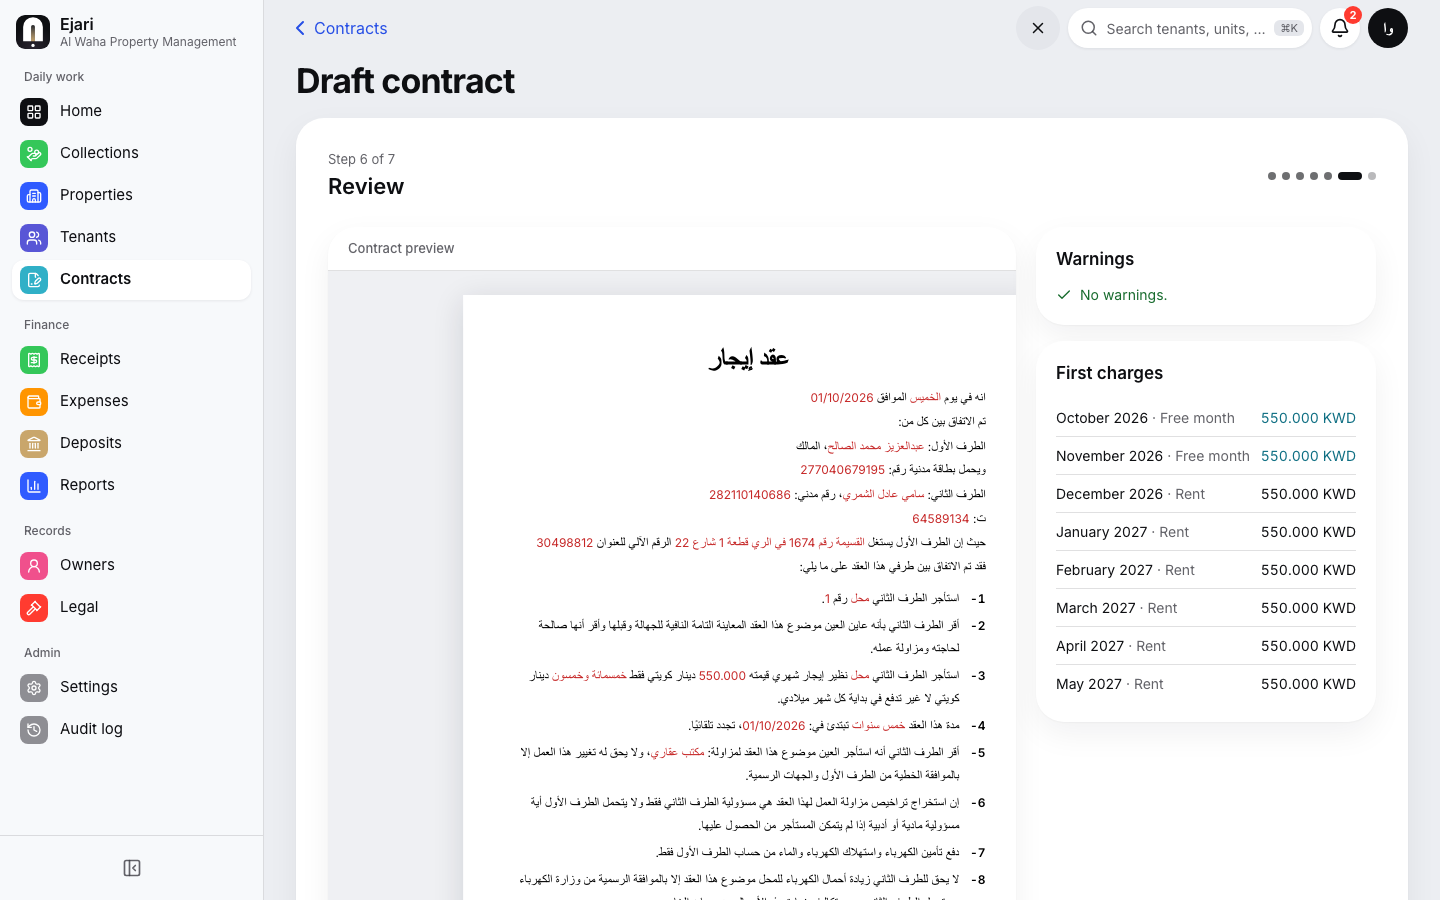 Ejari
Al Waha Property Management
Daily work
Home
Collections
Properties
Tenants
Contracts
Finance
Receipts
Expenses
Deposits
Reports
Records
Owners
Legal
Admin
Settings
Audit log
Contracts
Search tenants, units, ...
⌘K
2
وا
Draft contract
Step 6 of 7
Review
Contract preview
عقد إيجار
انه في يوم الخميس الموافق 01/10/2026
تم الاتفاق بين كل من:
الطرف الأول: عبدالعزيز محمد الصالح، المالك
ويحمل بطاقة مدنية رقم: 277040679195
الطرف الثاني: سامي عادل الشمري، رقم مدني: 282110140686
ت: 64589134
حيث إن الطرف الأول يستغل القسيمة رقم 1674 في الري قطعة 1 شارع 22 الرقم الآلي للعنوان 30498812
فقد تم الاتفاق بين طرفي هذا العقد على ما يلي:
1- استأجر الطرف الثاني محل رقم 1.
2- أقر الطرف الثاني بأنه عاين العين موضوع هذا العقد المعاينة التامة النافية للجهالة وقبلها وأقر أنها صالحة
لحاجته ومزاولة عمله.
3- استأجر الطرف الثاني محل نظير إيجار شهري قيمته 550.000 دينار كويتي فقط خمسمائة وخمسون دينار
كويتي لا غير تدفع في بداية كل شهر ميلادي.
4- مدة هذا العقد خمس سنوات تبتدئ في: 01/10/2026، تجدد تلقائيًا.
5- أقر الطرف الثاني أنه استأجر العين موضوع هذا العقد لمزاولة: مكتب عقاري، ولا يحق له تغيير هذا العمل إلا
بالموافقة الخطية من الطرف الأول والجهات الرسمية.
6- إن استخراج تراخيص مزاولة العمل لهذا العقد هي مسؤولية الطرف الثاني فقط ولا يتحمل الطرف الأول أية
مسؤولية مادية أو أدبية إذا لم يتمكن المستأجر من الحصول عليها.
7- دفع تأمين الكهرباء واستهلاك الكهرباء والماء من حساب الطرف الأول فقط.
8- لا يحق للطرف الثاني زيادة أحمال الكهرباء للمحل موضوع هذا العقد إلا بالموافقة الرسمية من وزارة الكهرباء
Warnings
No warnings.
First charges
October 2026 · Free month 550.000 KWD
November 2026 · Free month 550.000 KWD
December 2026 · Rent 550.000 KWD
January 2027 · Rent 550.000 KWD
February 2027 · Rent 550.000 KWD
March 2027 · Rent 550.000 KWD
April 2027 · Rent 550.000 KWD
May 2027 · Rent 550.000 KWD